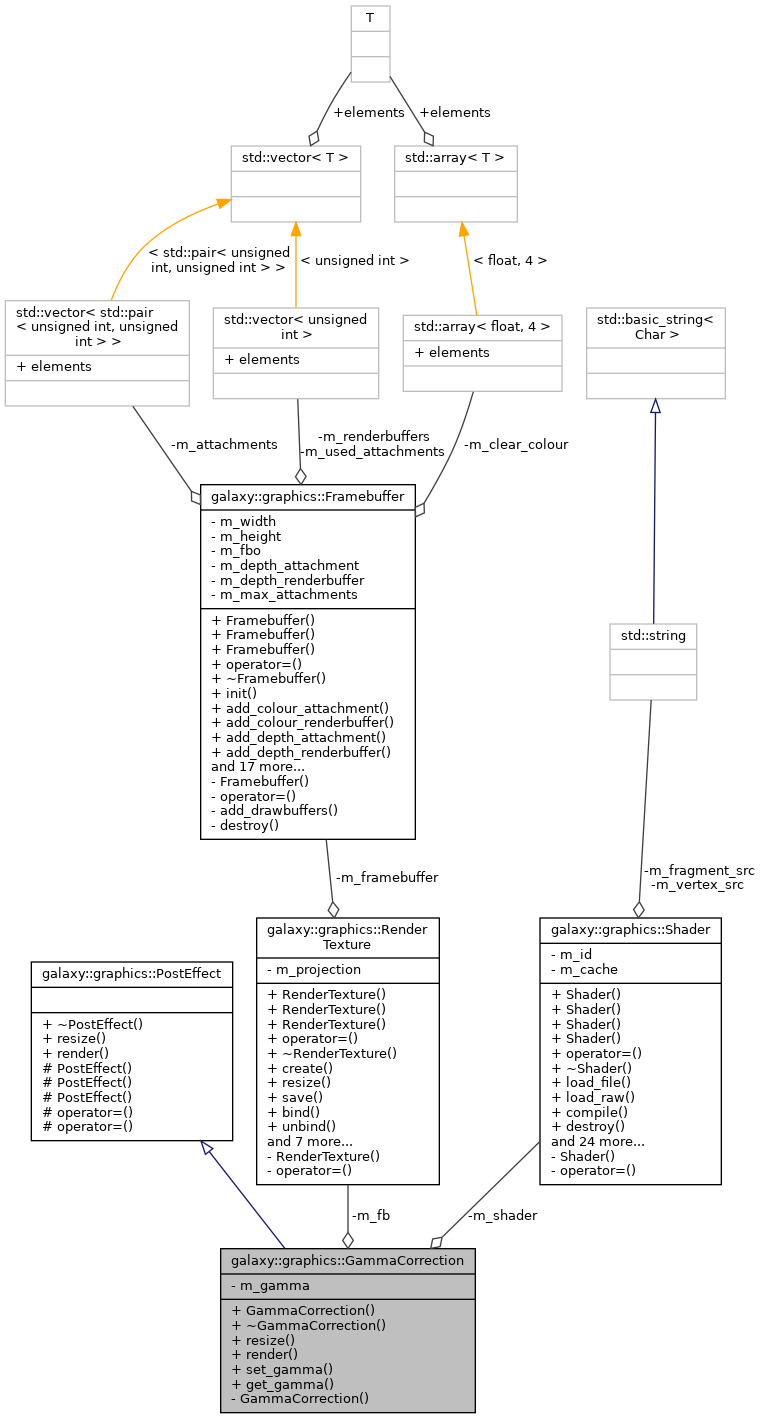 T
+elements
+elements
std::vector< T >
std::array< T >
< std::pair< unsigned
int, unsigned int > >
< unsigned int >
< float, 4 >
std::vector< std::pair
< unsigned int, unsigned
int > >
+ elements
std::vector< unsigned
int >
+ elements
std::array< float, 4 >
+ elements
std::basic_string<
Char >
-m_attachments
-m_renderbuffers
-m_used_attachments
-m_clear_colour
galaxy::graphics::Framebuffer
- m_width
- m_height
- m_fbo
- m_depth_attachment
- m_depth_renderbuffer
- m_max_attachments
+ Framebuffer()
+ Framebuffer()
+ Framebuffer()
+ operator=()
+ ~Framebuffer()
+ init()
+ add_colour_attachment()
+ add_colour_renderbuffer()
+ add_depth_attachment()
+ add_depth_renderbuffer()
and 17 more...
- Framebuffer()
- operator=()
- add_drawbuffers()
- destroy()
std::string
-m_framebuffer
-m_fragment_src
-m_vertex_src
galaxy::graphics::PostEffect
+ ~PostEffect()
+ resize()
+ render()
# PostEffect()
# PostEffect()
# PostEffect()
# operator=()
# operator=()
galaxy::graphics::Render
Texture
- m_projection
+ RenderTexture()
+ RenderTexture()
+ RenderTexture()
+ operator=()
+ ~RenderTexture()
+ create()
+ resize()
+ save()
+ bind()
+ unbind()
and 7 more...
- RenderTexture()
- operator=()
galaxy::graphics::Shader
- m_id
- m_cache
+ Shader()
+ Shader()
+ Shader()
+ Shader()
+ operator=()
+ ~Shader()
+ load_file()
+ load_raw()
+ compile()
+ destroy()
and 24 more...
- Shader()
- operator=()
-m_fb
-m_shader
galaxy::graphics::GammaCorrection
- m_gamma
+ GammaCorrection()
+ ~GammaCorrection()
+ resize()
+ render()
+ set_gamma()
+ get_gamma()
- GammaCorrection()